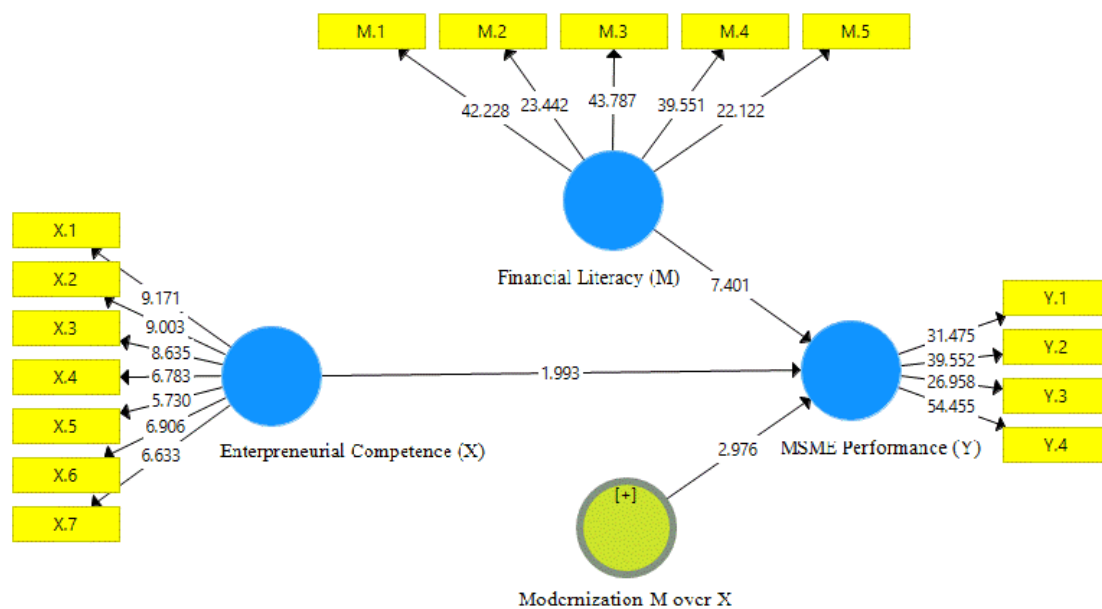 M.1 M.2 M.3 M.4 M.5
42.228 23.442 43.787 39.551 22.122
Financial Literacy (M)
X.1
X.2
X.3
X.4
X.5
X.6
X.7
9.171
9.003
8.635
6.783
5.730
6.906
6.633
Enterpreneurial Competence (X)
7.401
1.993
2.976
[+]
Modernization M over X
MSME Performance (Y)
31.475
39.552
26.958
54.455
Y.1
Y.2
Y.3
Y.4